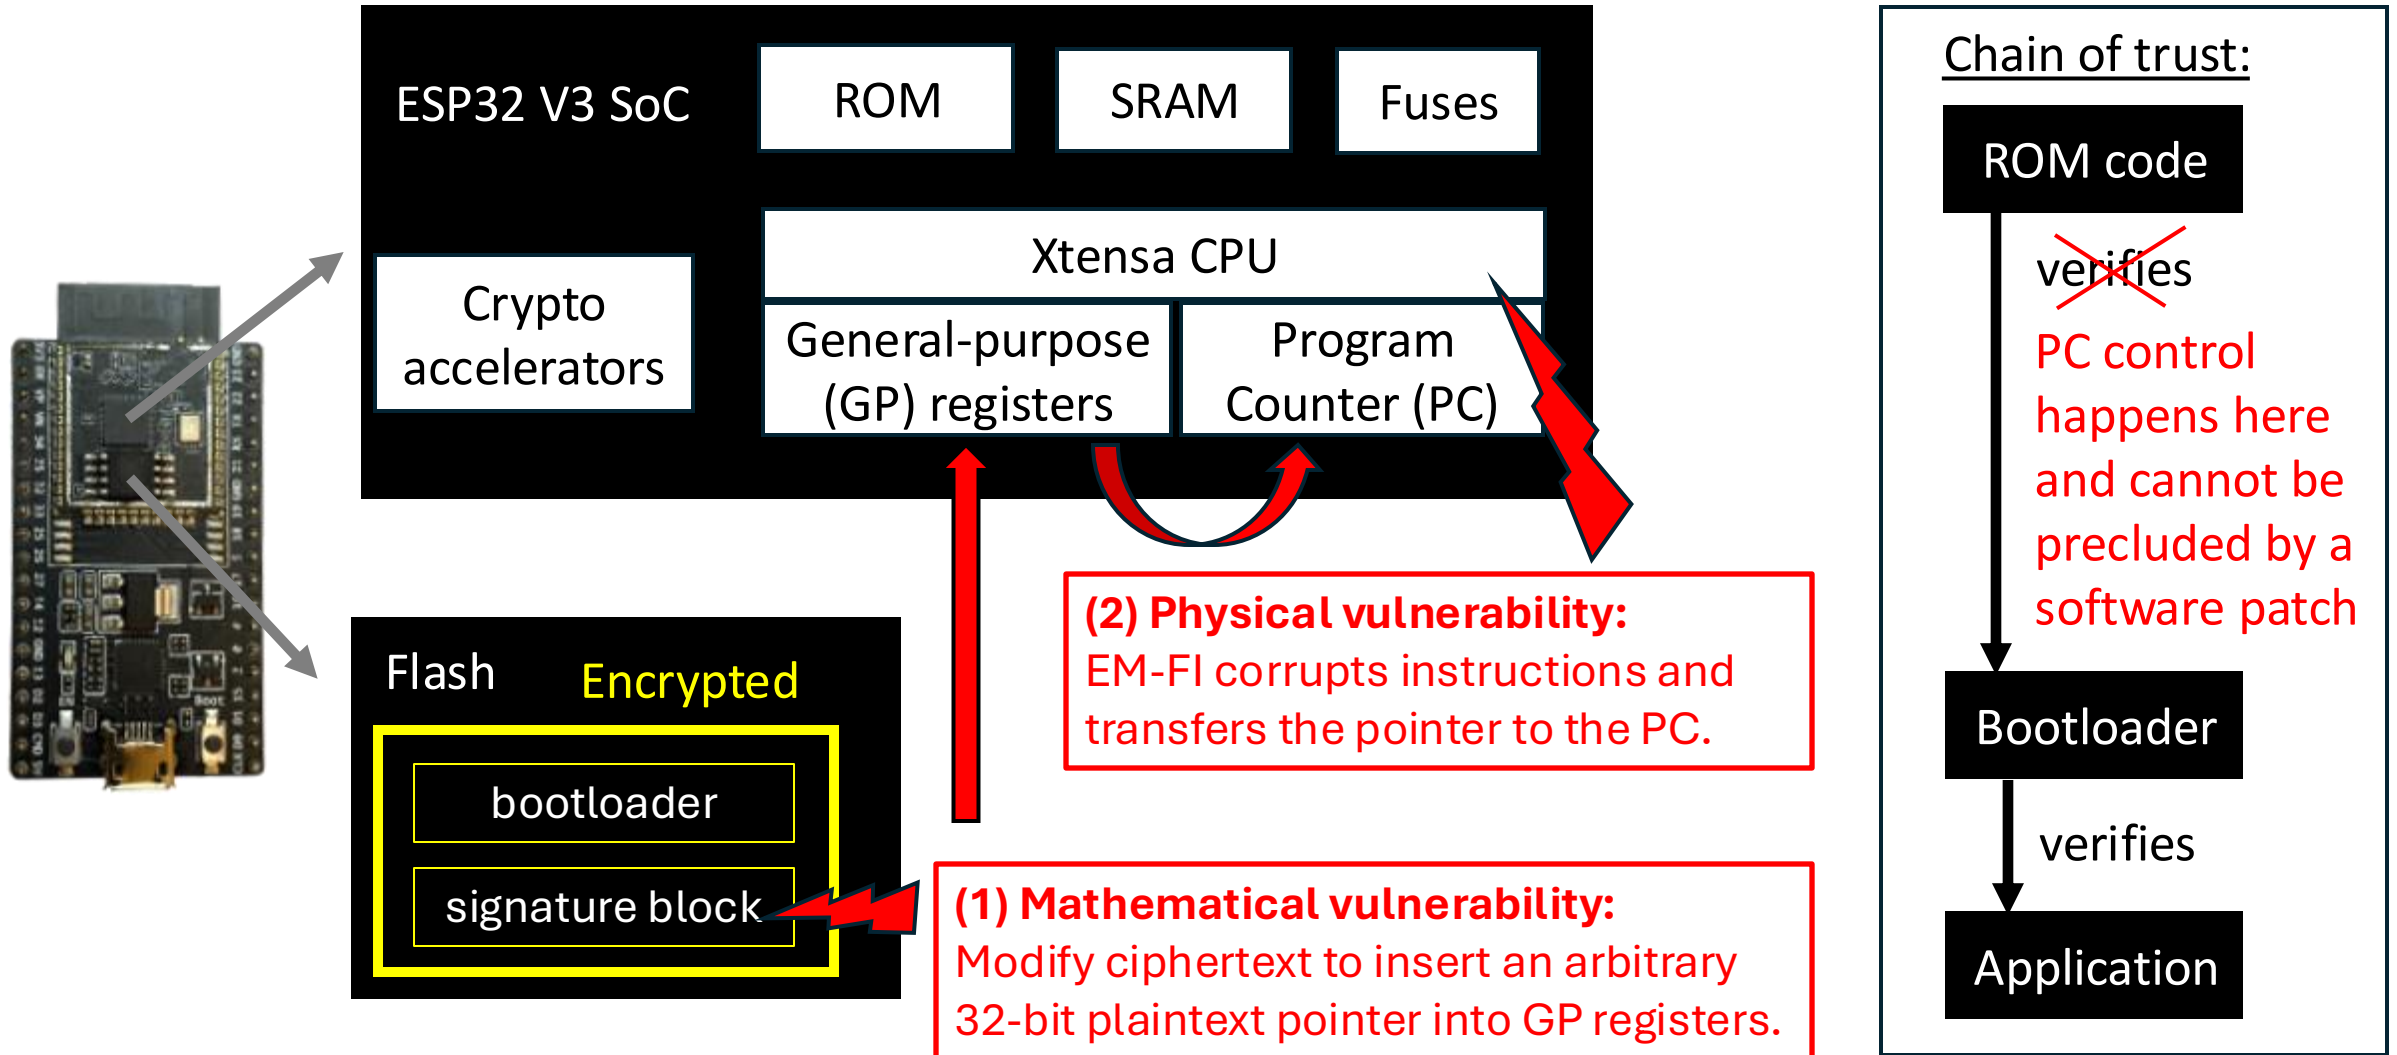 ESP32 V3 SoC
ROM
SRAM
Fuses
Xtensa CPU
Crypto
accelerators
General-purpose
(GP) registers
Program
Counter (PC)
Flash
Encrypted
bootloader
signature block
(2) Physical vulnerability:
EM-FI corrupts instructions and
transfers the pointer to the PC.
(1) Mathematical vulnerability:
Modify ciphertext to insert an arbitrary
32-bit plaintext pointer into GP registers.
Chain of trust:
ROM code
verifies
PC control
happens here
and cannot be
precluded by a
software patch
Bootloader
verifies
Application
Boot